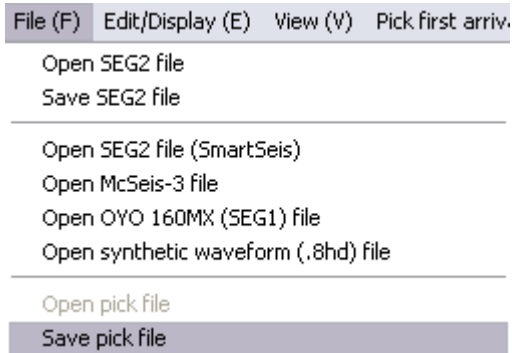 File (F) Edit/Display (E) View (V) Pick first
Open SEG2 file
Save SEG2 file
Open SEG2 file (SmartSeis)
Open McSeis-3 file
Open OYO 160MX (SEG1) file
Open synthetic waveform (.8hd) file
Open pick file
Save pick file